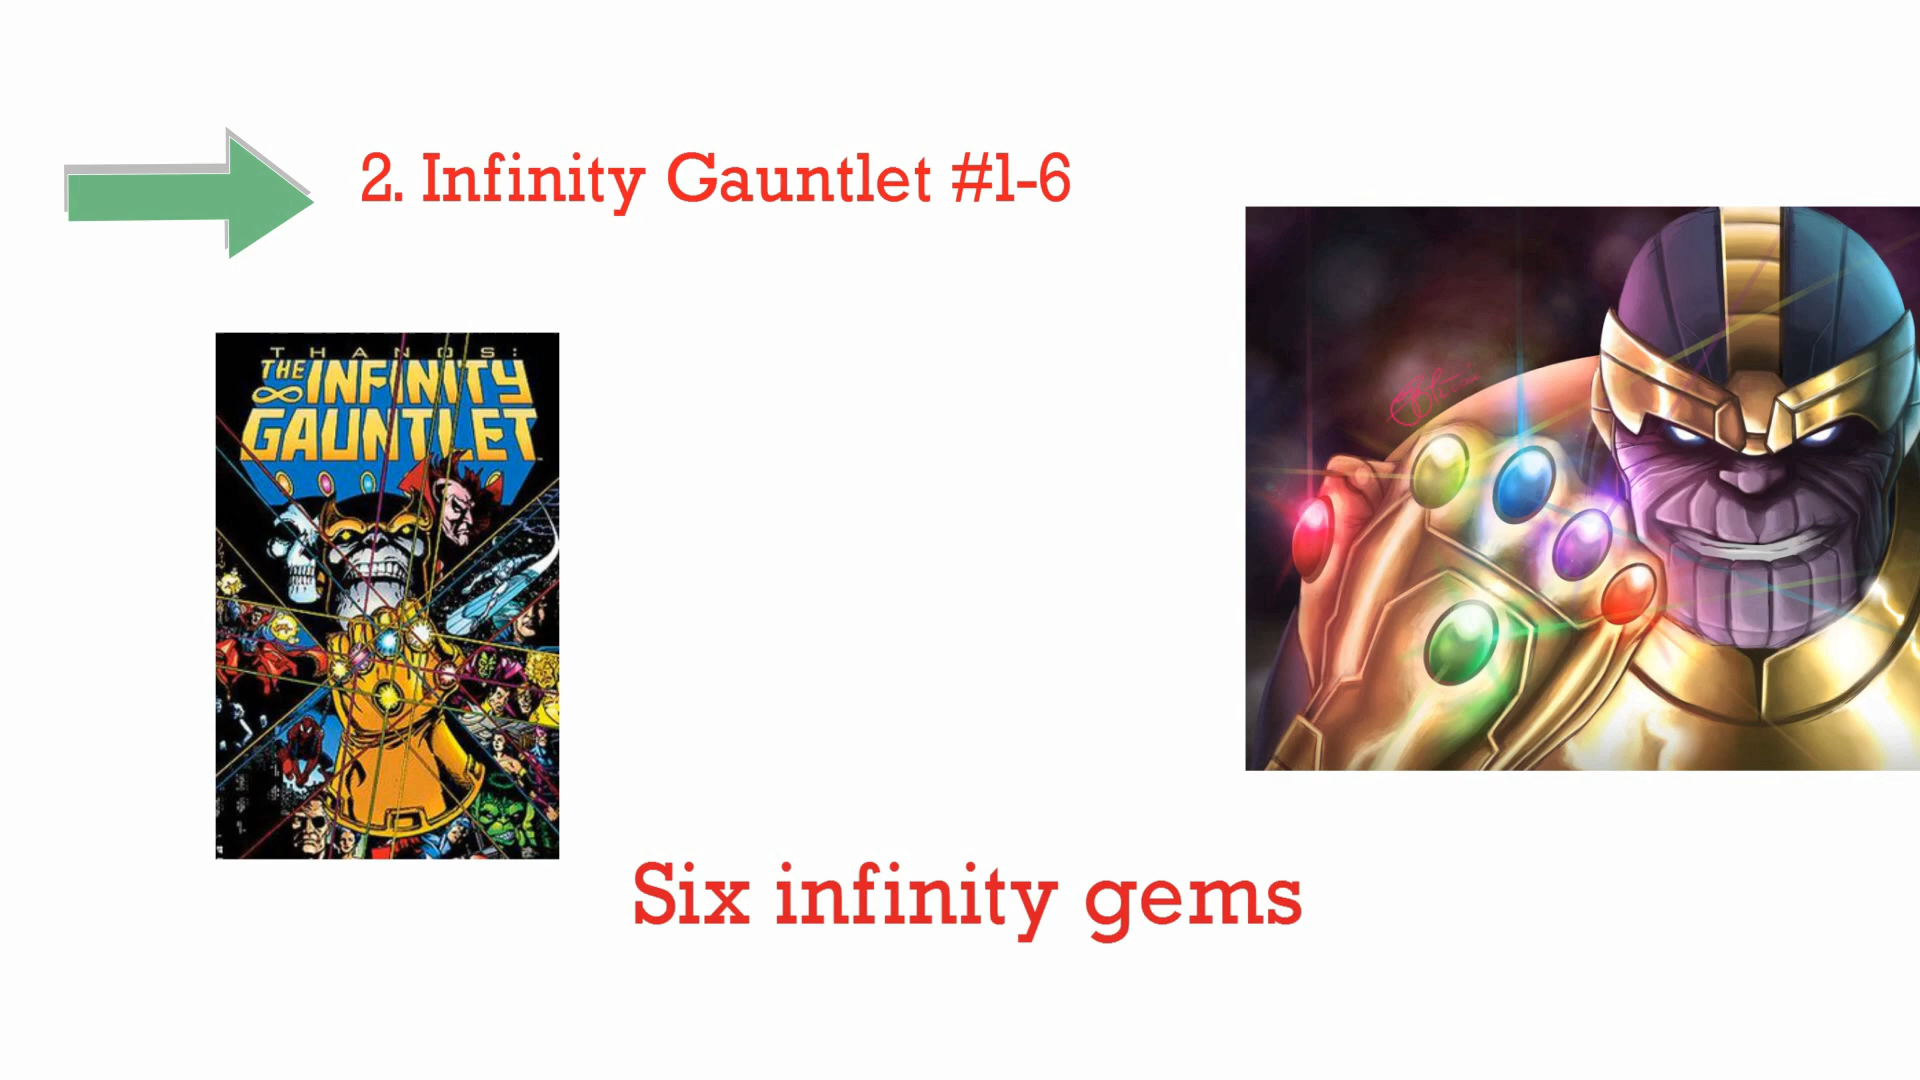 2. Infinity Gauntlet #1-6
THANOS:
THE INFINITY
GAUNTLET
Six infinity gems